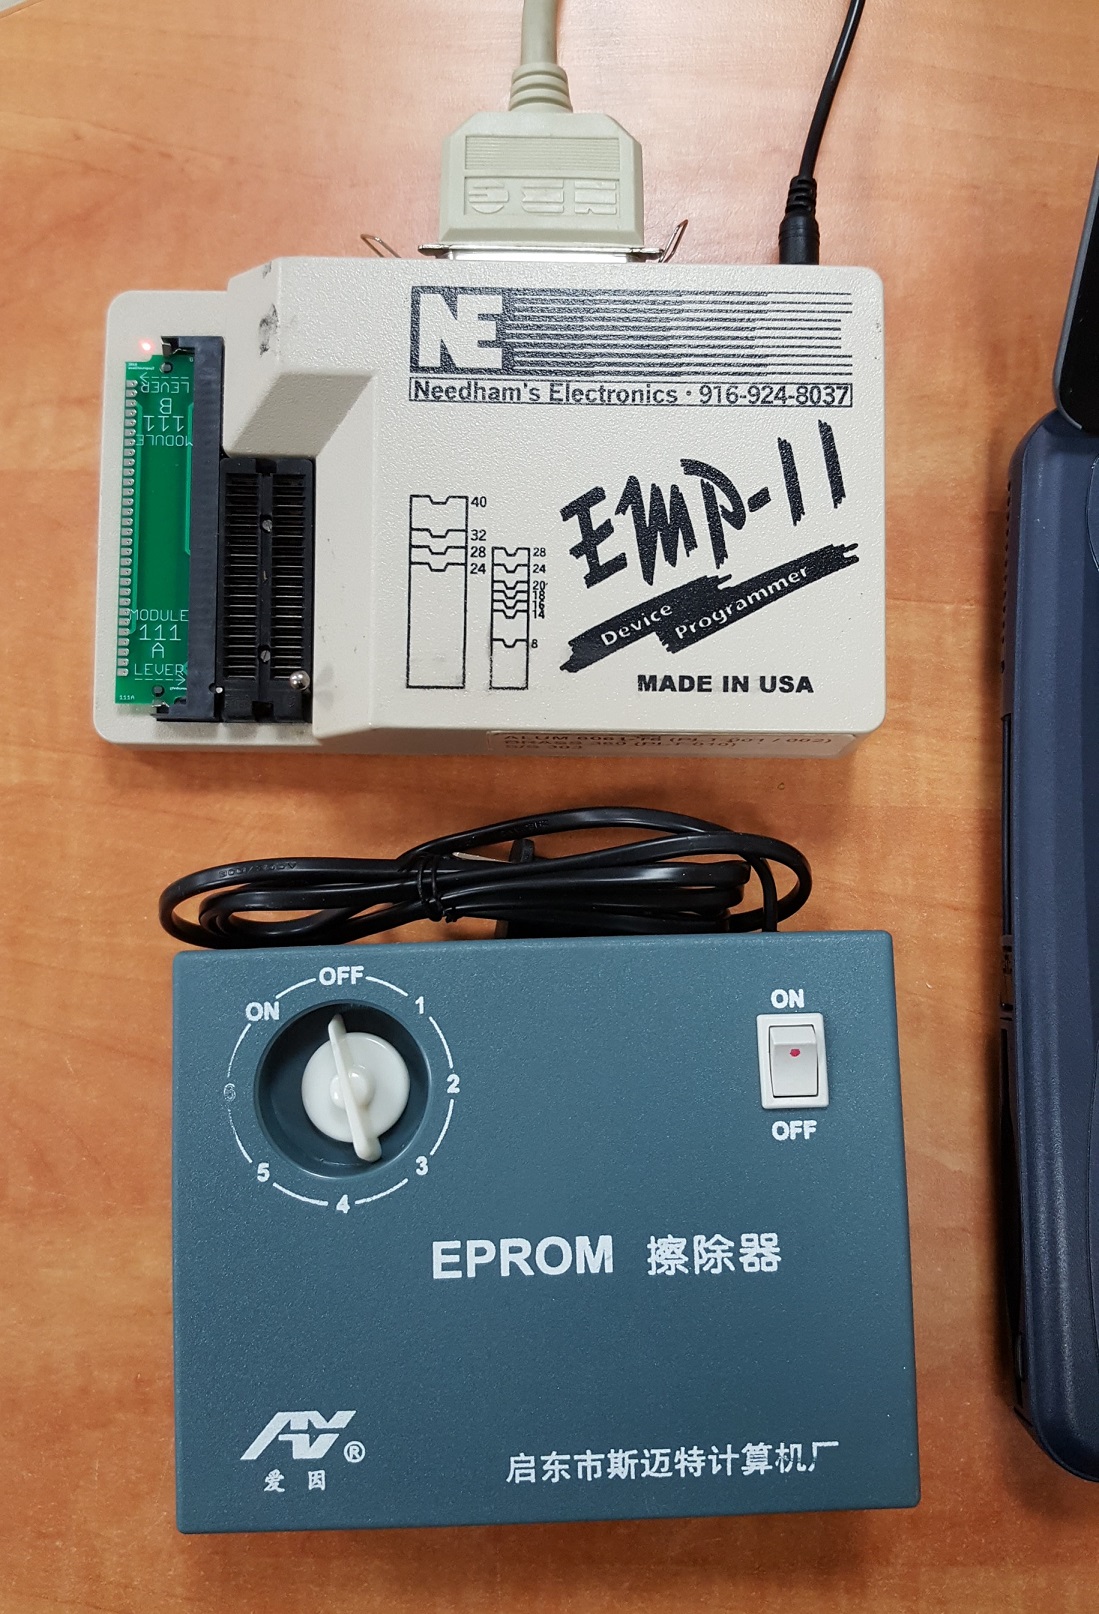 NE
Needham's Electronics · 916-924-8037
EMP-11
Device Programmer
MADE IN USA
40
32
28
24
28
24
20
18
16
14
8
LEVER
B
111
MODULE
MODULE
111
A
LEVER
111A
OFF
ON
1
2
3
4
5
6
ON
OFF
EPROM 擦除器
AV®
爱因
启东市斯迈特计算机厂